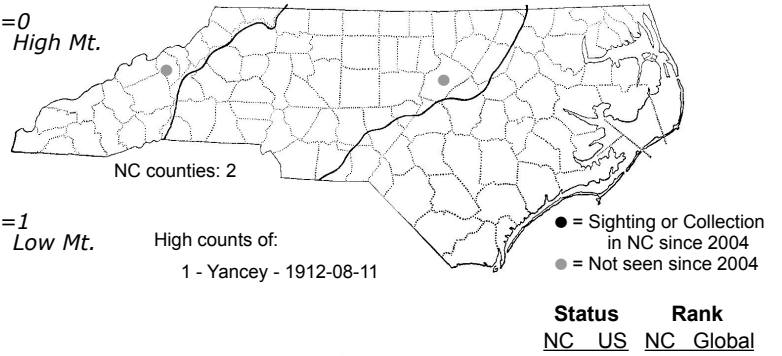 =0
High Mt.
NC counties: 2
=1
Low Mt.
High counts of:
1 - Yancey - 1912-08-11
= Sighting or Collection
in NC since 2004
= Not seen since 2004
Status Rank
NC US NC Global